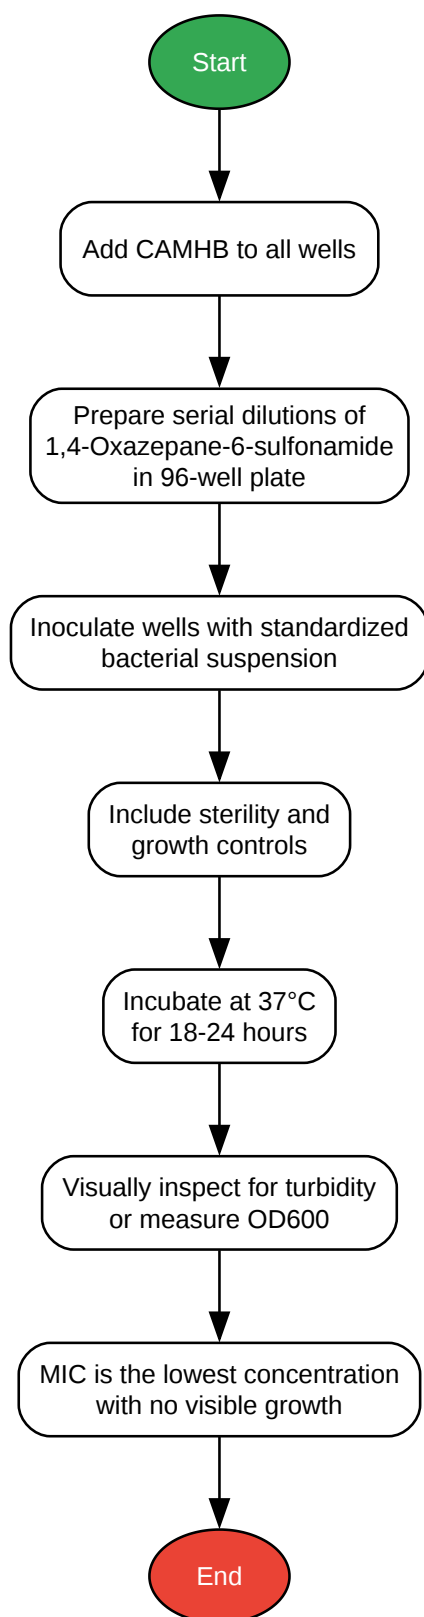 Start
Add CAMHB to all wells
Prepare serial dilutions of
1,4-Oxazepane-6-sulfonamide
in 96-well plate
Inoculate wells with standardized
bacterial suspension
Include sterility and
growth controls
Incubate at 37°C
for 18-24 hours
Visually inspect for turbidity
or measure OD600
MIC is the lowest concentration
with no visible growth
End